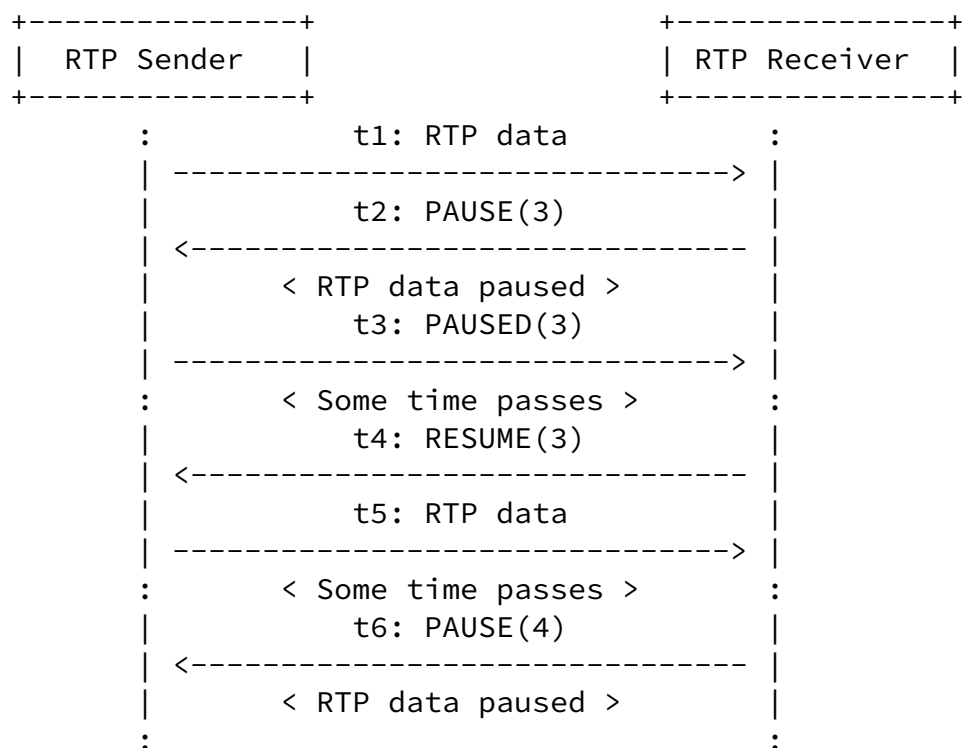 +---------------+                   +---------------+
|  RTP Sender   |                   | RTP Receiver  |
+---------------+                   +---------------+
       :           t1: RTP data            :
       | -------------------------------> |
       |           t2: PAUSE(3)            |
       | <------------------------------- |
       |       < RTP data paused >         |
       |           t3: PAUSED(3)           |
       | -------------------------------> |
       :       < Some time passes >        :
       |           t4: RESUME(3)           |
       | <------------------------------- |
       |           t5: RTP data            |
       | -------------------------------> |
       :       < Some time passes >        :
       |           t6: PAUSE(4)            |
       | <------------------------------- |
       |       < RTP data paused >         |
       :                                   :